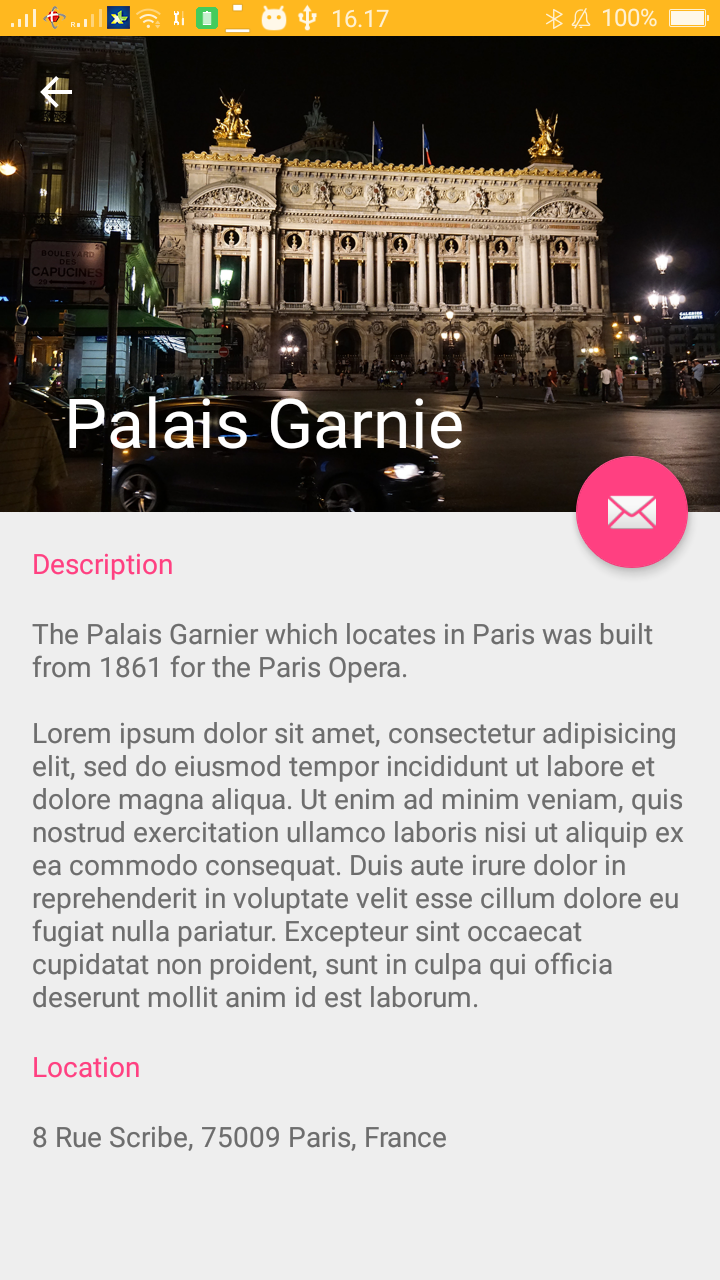 16.17
100%
BOULEVARD
DES
CAPUCINES
Palais Garnie
Description
The Palais Garnier which locates in Paris was built
from 1861 for the Paris Opera.
Lorem ipsum dolor sit amet, consectetur adipisicing
elit, sed do eiusmod tempor incididunt ut labore et
dolore magna aliqua. Ut enim ad minim veniam, quis
nostrud exercitation ullamco laboris nisi ut aliquip ex
ea commodo consequat. Duis aute irure dolor in
reprehenderit in voluptate velit esse cillum dolore eu
fugiat nulla pariatur. Excepteur sint occaecat
cupidatat non proident, sunt in culpa qui officia
deserunt mollit anim id est laborum.
Location
8 Rue Scribe, 75009 Paris, France